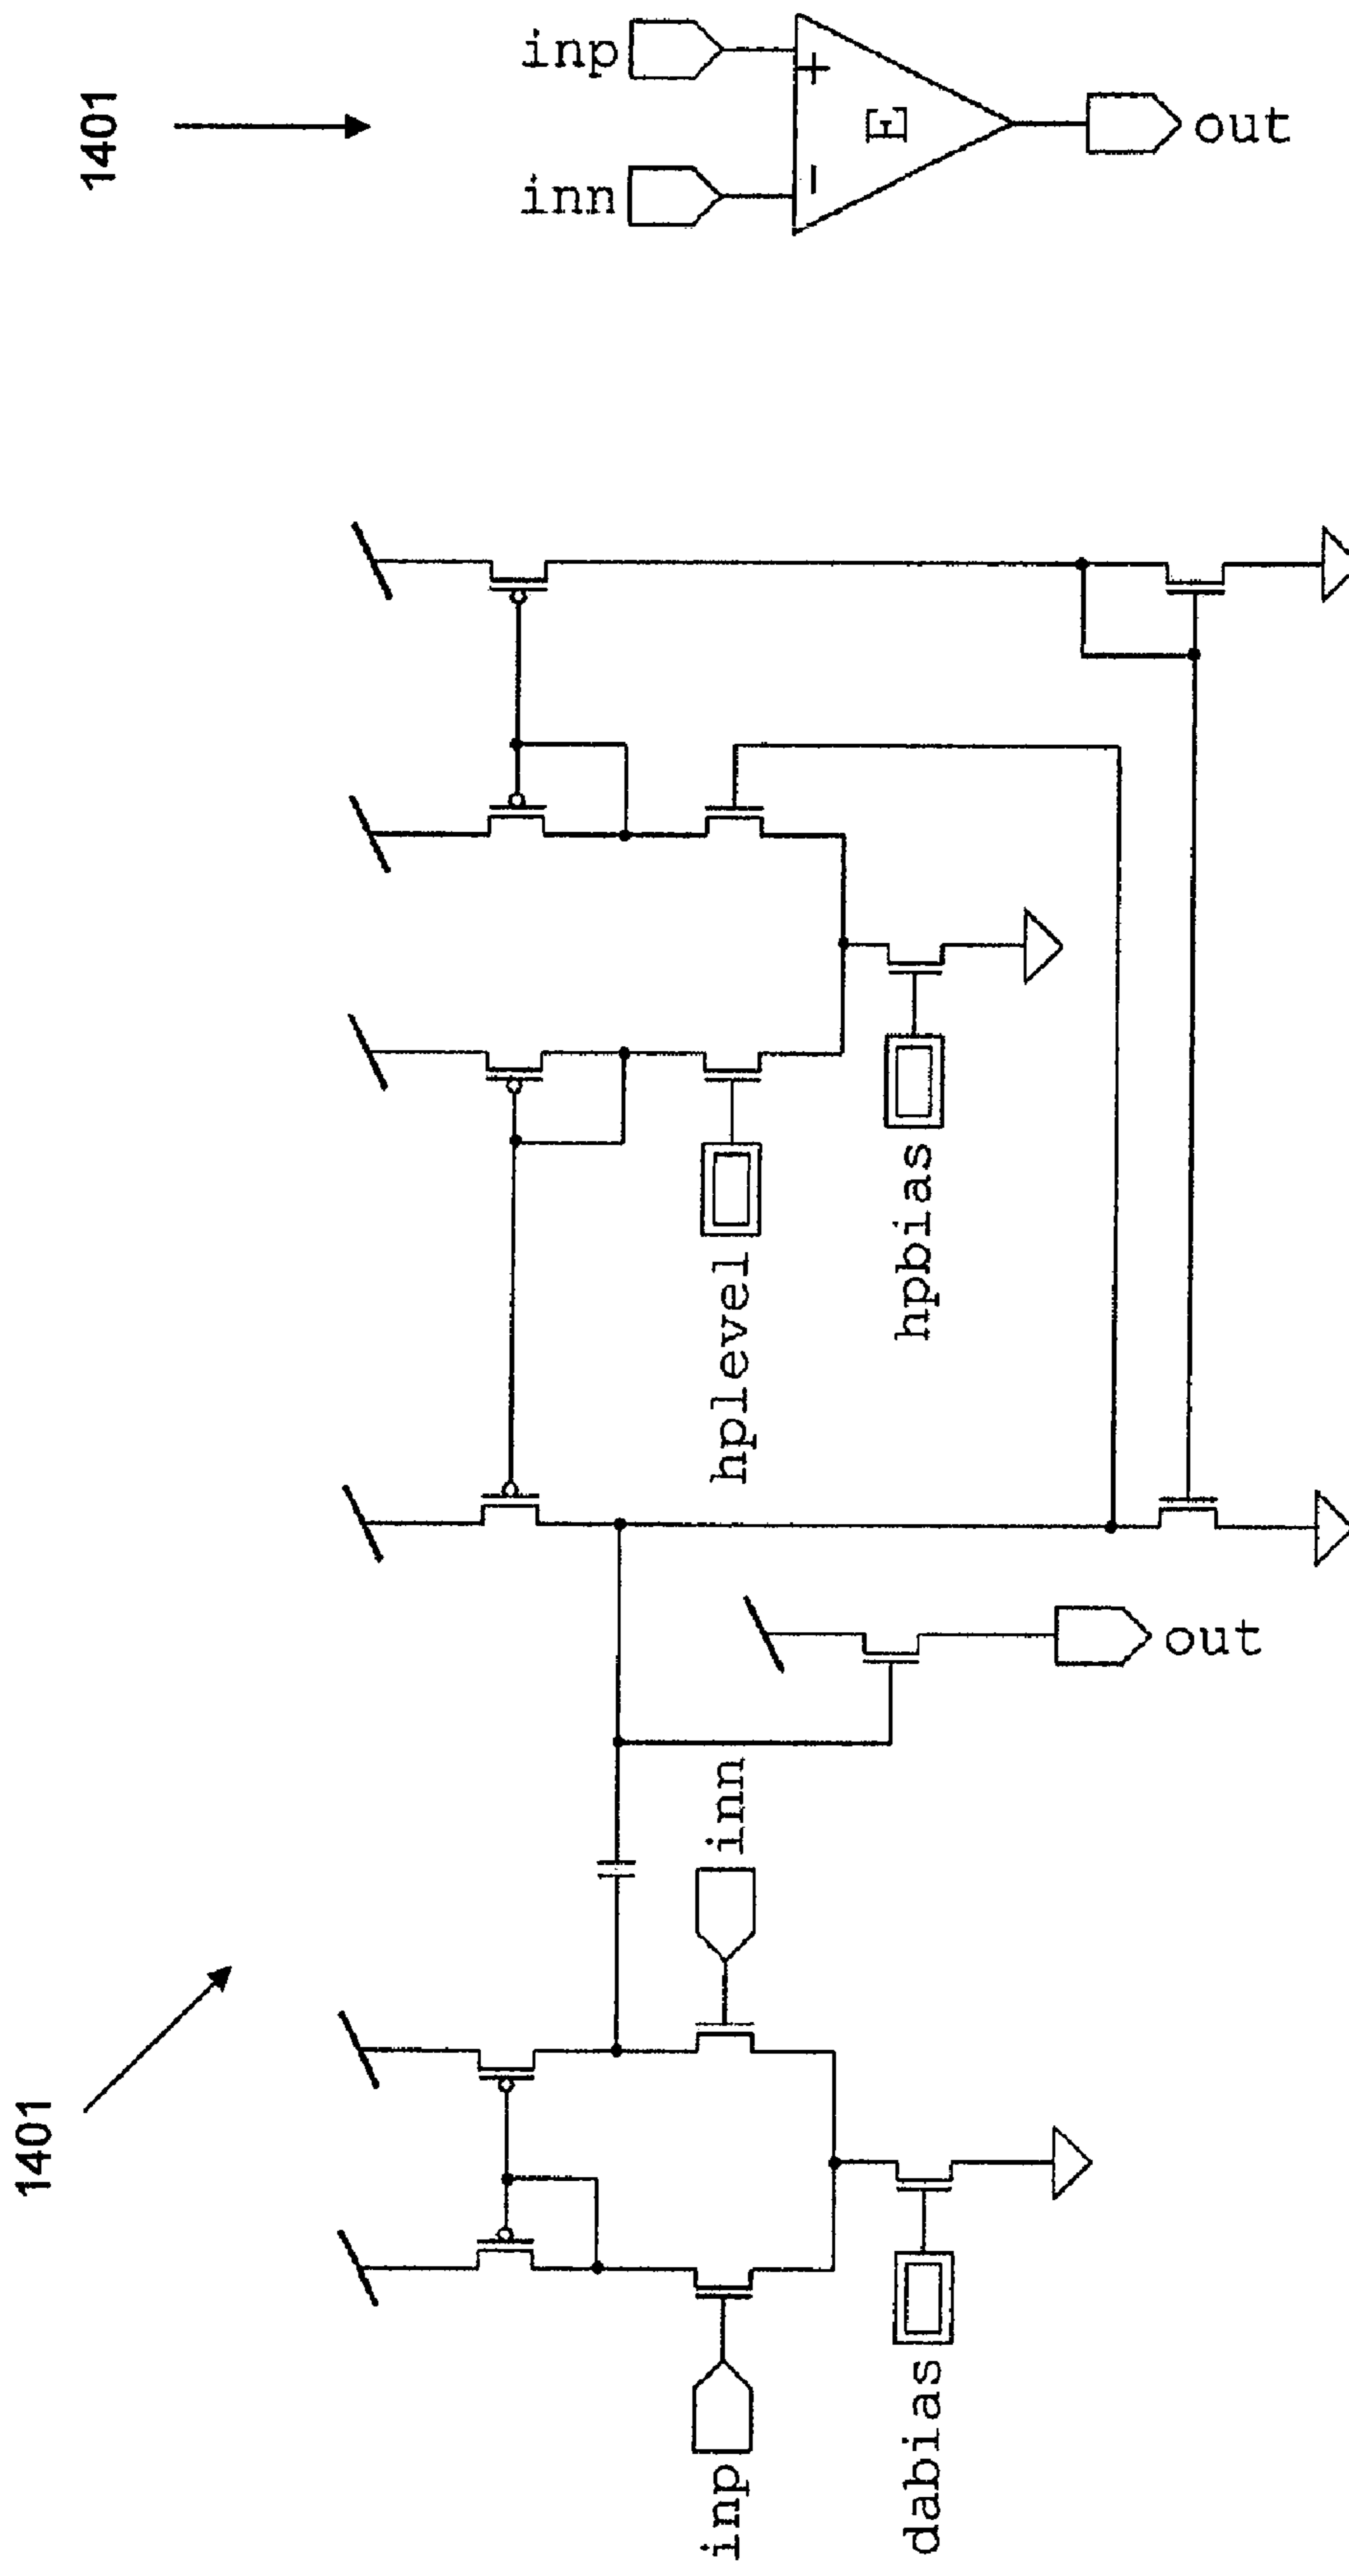 1401
inp
+
inn
-
E
out
hplevel
hpbias
out
inn
1401
inp
dabias